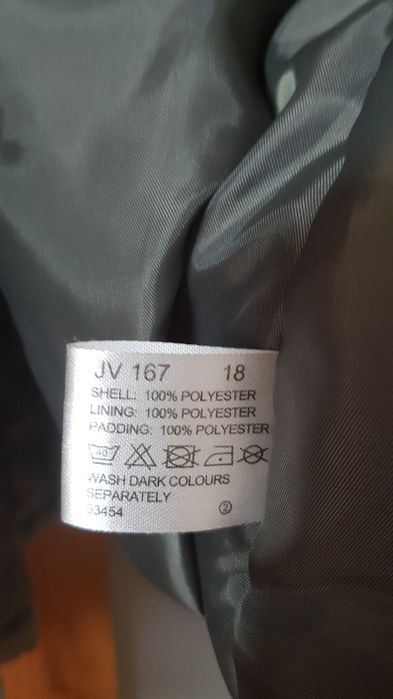 JV 167 18
SHELL: 100% POLYESTER
LINING: 100% POLYESTER
PADDING: 100% POLYESTER
40
WASH DARK COLOURS
SEPARATELY
93454 2